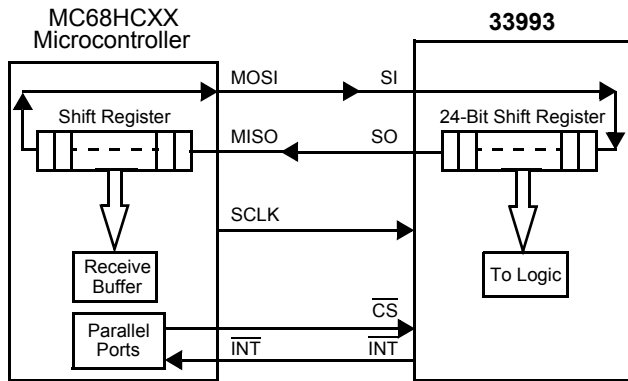 MC68HCXX
Microcontroller
33993
MOSI SI
Shift Register
24-Bit Shift Register
MISO SO
SCLK
Receive
Buffer
To Logic
CS
Parallel
Ports
INT INT